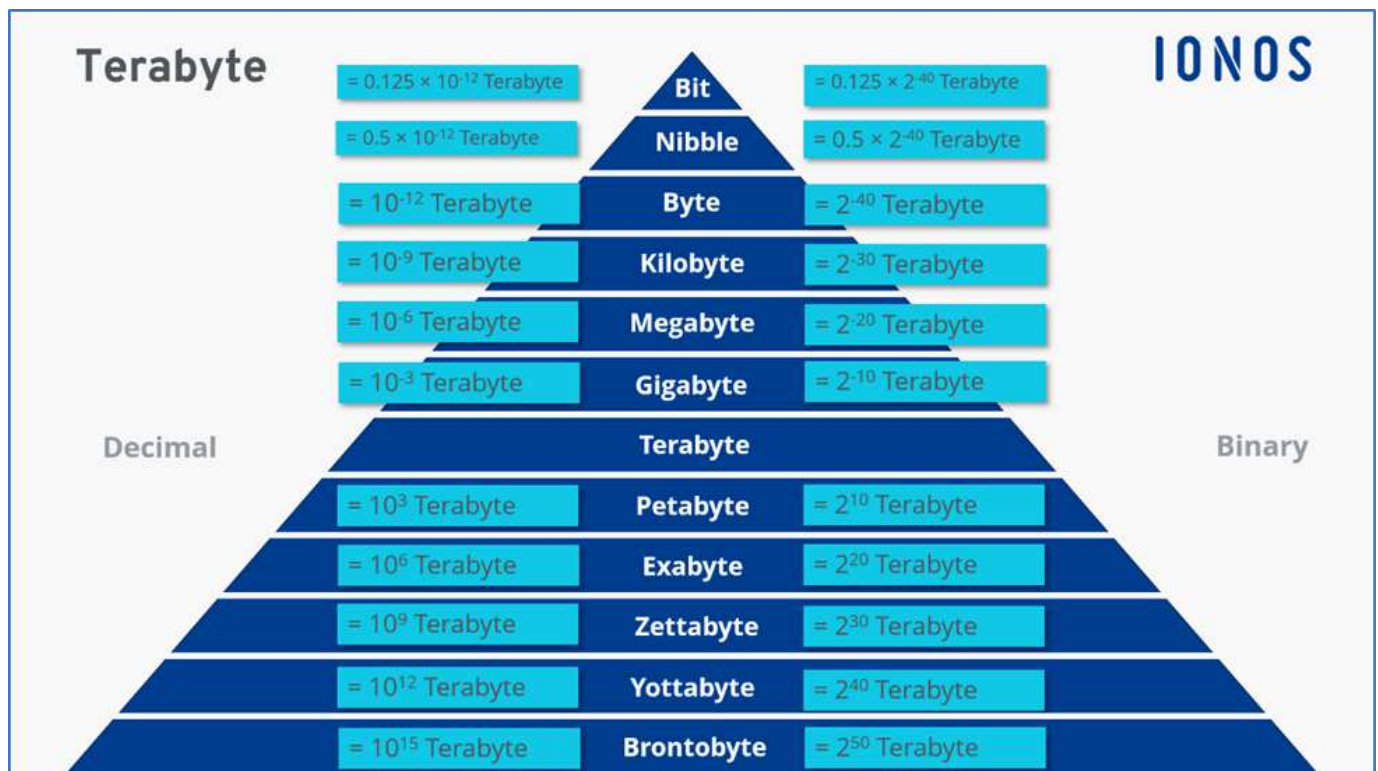 Terabyte
IONOS
= 0.125 × 10⁻¹² Terabyte Bit = 0.125 × 2⁻⁴⁰ Terabyte
= 0.5 × 10⁻¹² Terabyte Nibble = 0.5 × 2⁻⁴⁰ Terabyte
= 10⁻¹² Terabyte Byte = 2⁻⁴⁰ Terabyte
= 10⁻⁹ Terabyte Kilobyte = 2⁻³⁰ Terabyte
= 10⁻⁶ Terabyte Megabyte = 2⁻²⁰ Terabyte
= 10⁻³ Terabyte Gigabyte = 2⁻¹⁰ Terabyte
Decimal Terabyte Binary
= 10³ Terabyte Petabyte = 2¹⁰ Terabyte
= 10⁶ Terabyte Exabyte = 2²⁰ Terabyte
= 10⁹ Terabyte Zettabyte = 2³⁰ Terabyte
= 10¹² Terabyte Yottabyte = 2⁴⁰ Terabyte
= 10¹⁵ Terabyte Brontobyte = 2⁵⁰ Terabyte